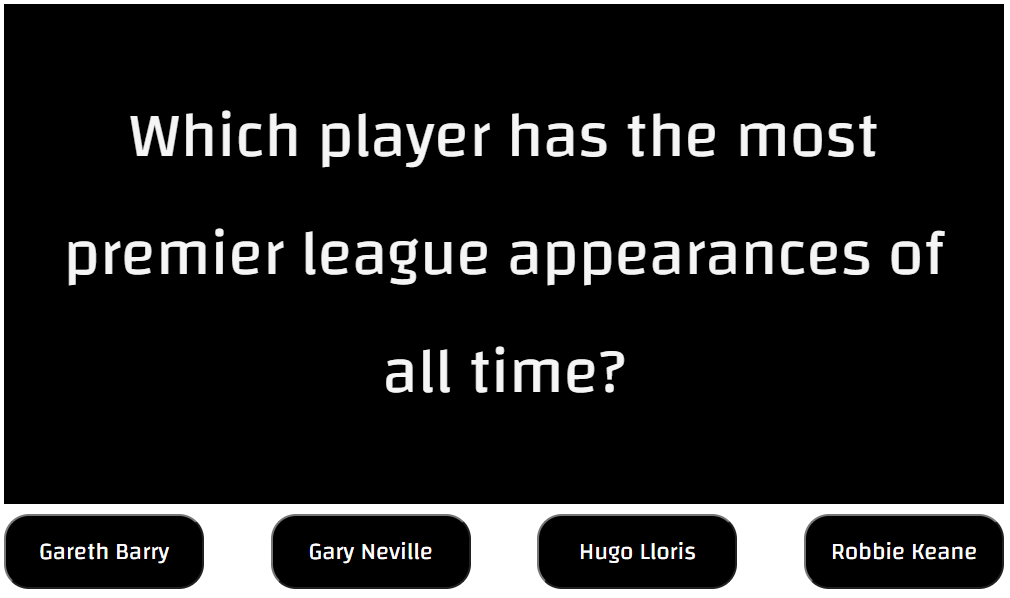 Which player has the most
premier league appearances of
all time?
Gareth Barry
Gary Neville
Hugo Lloris
Robbie Keane